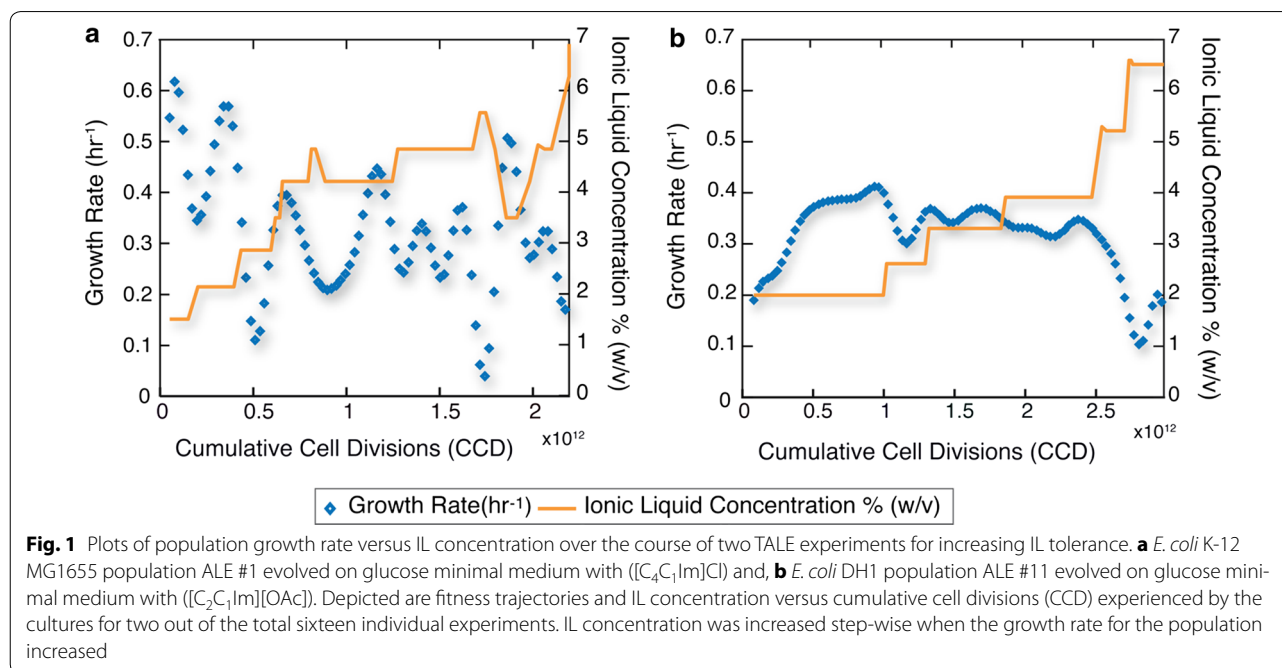 a
0.7
0.6
0.5
0.4
0.3
0.2
0.1
0
Growth Rate (hr-1)
7
6
5
4
3
2
1
0
Ionic Liquid Concentration % (w/v)
0 0.5 1 1.5 2
x10^12
Cumulative Cell Divisions (CCD)
b
0.7
0.6
0.5
0.4
0.3
0.2
0.1
0
Growth Rate (hr-1)
7
6
5
4
3
2
1
0
Ionic Liquid Concentration % (w/v)
0 0.5 1 1.5 2 2.5
x10^12
Cumulative Cell Divisions (CCD)
Growth Rate(hr-1) Ionic Liquid Concentration % (w/v)
Fig. 1 Plots of population growth rate versus IL concentration over the course of two TALE experiments for increasing IL tolerance. a E. coli K-12
MG1655 population ALE #1 evolved on glucose minimal medium with ([C4C1Im]Cl) and, b E. coli DH1 population ALE #11 evolved on glucose mini-
mal medium with ([C2C1Im][OAc]). Depicted are fitness trajectories and IL concentration versus cumulative cell divisions (CCD) experienced by the
cultures for two out of the total sixteen individual experiments. IL concentration was increased step-wise when the growth rate for the population
increased